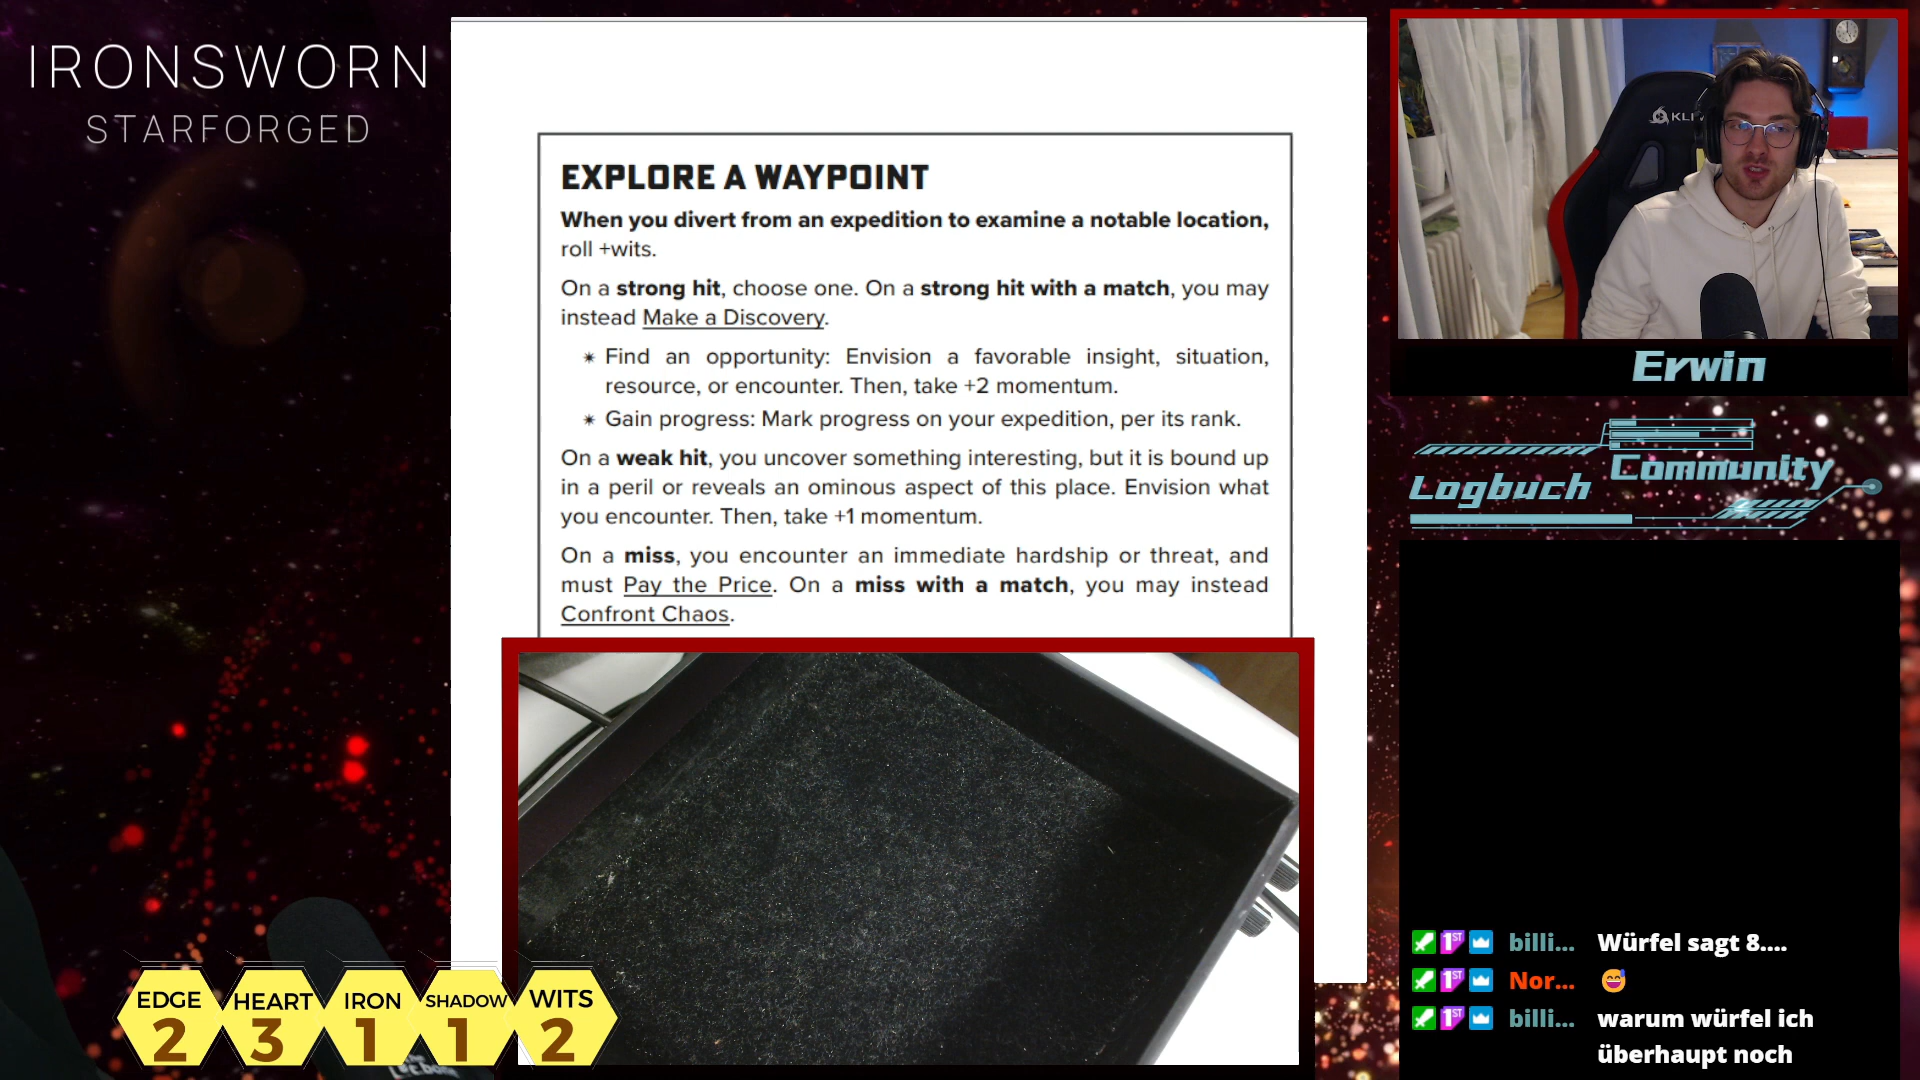 IRONSWORN
STARFORGED
EXPLORE A WAYPOINT
When you divert from an expedition to examine a notable location,
roll +wits.
On a strong hit, choose one. On a strong hit with a match, you may
instead Make a Discovery.
✴ Find an opportunity: Envision a favorable insight, situation,
resource, or encounter. Then, take +2 momentum.
✴ Gain progress: Mark progress on your expedition, per its rank.
On a weak hit, you uncover something interesting, but it is bound up
in a peril or reveals an ominous aspect of this place. Envision what
you encounter. Then, take +1 momentum.
On a miss, you encounter an immediate hardship or threat, and
must Pay the Price. On a miss with a match, you may instead
Confront Chaos.
EDGE
2
HEART
3
IRON
1
SHADOW
1
WITS
2
Erwin
Logbuch
Community
1ST billi... Würfel sagt 8....
1ST Nor... 😅
1ST billi... warum würfel ich
überhaupt noch